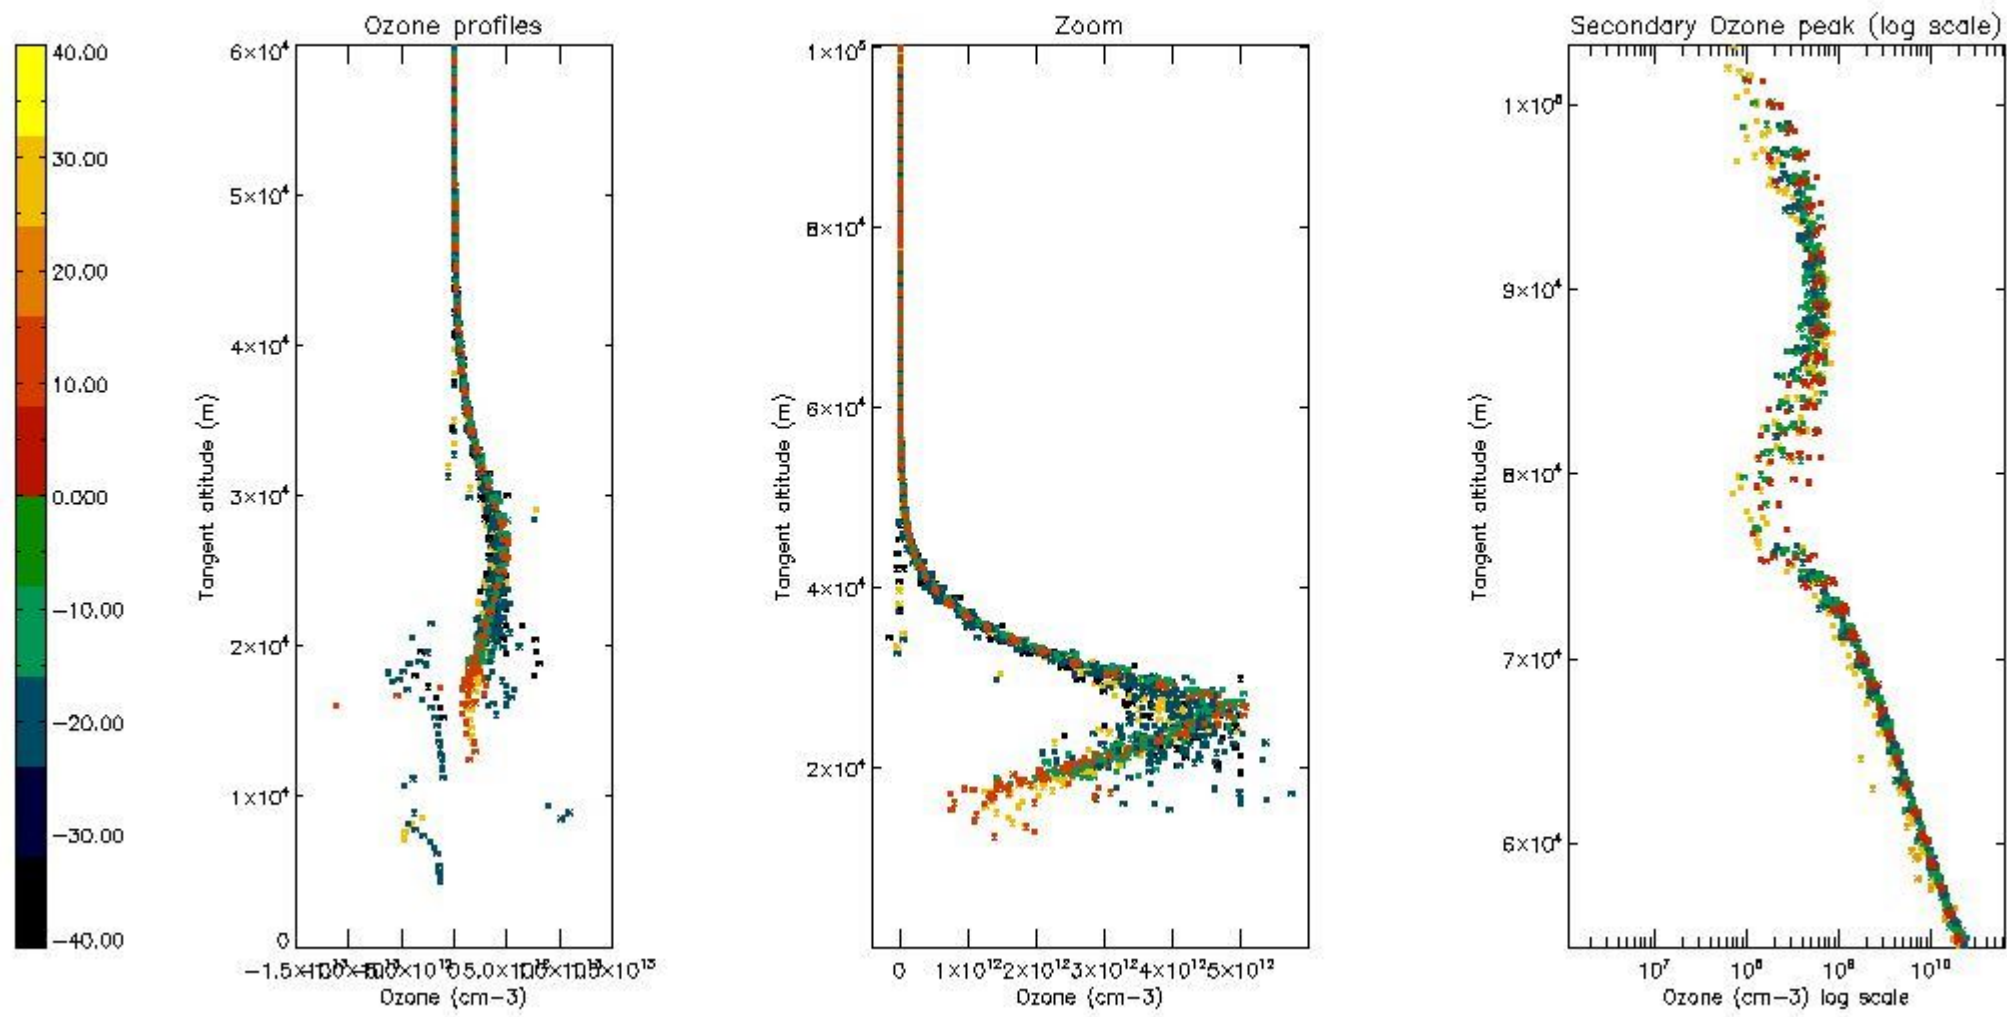 Ozone profiles
Zoom
Secondary Ozone peak (log scale)
40.00
30.00
20.00
10.00
0.000
−10.00
−20.00
−30.00
−40.00
6×10⁴
5×10⁴
4×10⁴
3×10⁴
2×10⁴
1×10⁴
0
Tangent altitude (m)
5.0×10¹²
Ozone (cm−3)
1×10⁵
8×10⁴
6×10⁴
4×10⁴
2×10⁴
Tangent altitude (m)
0 1×10¹² 2×10¹² 3×10¹² 4×10¹² 5×10¹²
Ozone (cm−3)
9×10⁴
8×10⁴
7×10⁴
6×10⁴
Tangent altitude (m)
10⁷ 10⁸ 10⁹ 10¹⁰
Ozone (cm−3) log scale